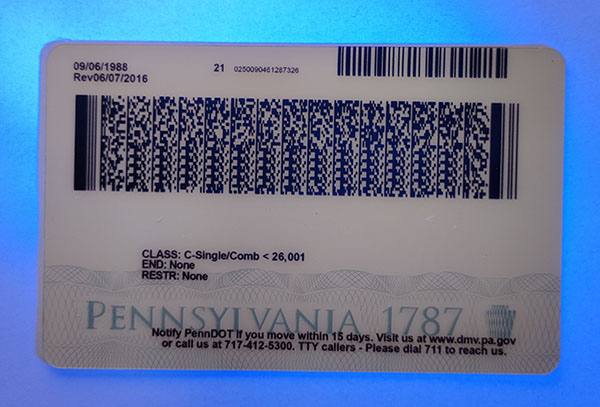 09/06/1988 21 0250090461287326
Rev06/07/2016
CLASS: C-Single/Comb < 26,001
END: None
RESTR: None
PENNSYLVANIA 1787
Notify PennDOT if you move within 15 days. Visit us at www.dmv.pa.gov
or call us at 717-412-5300. TTY callers - Please dial 711 to reach us.